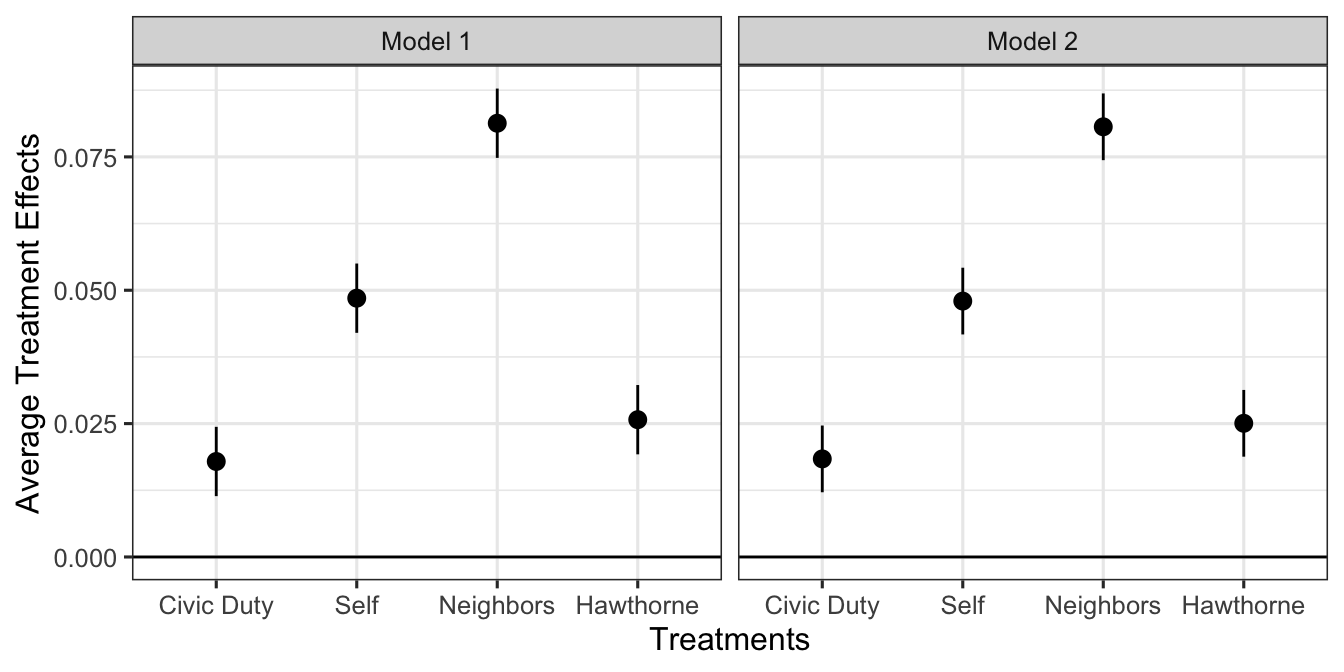 Model 1
Model 2
Average Treatment Effects
0.075
0.050
0.025
0.000
Civic Duty Self Neighbors Hawthorne
Civic Duty Self Neighbors Hawthorne
Treatments